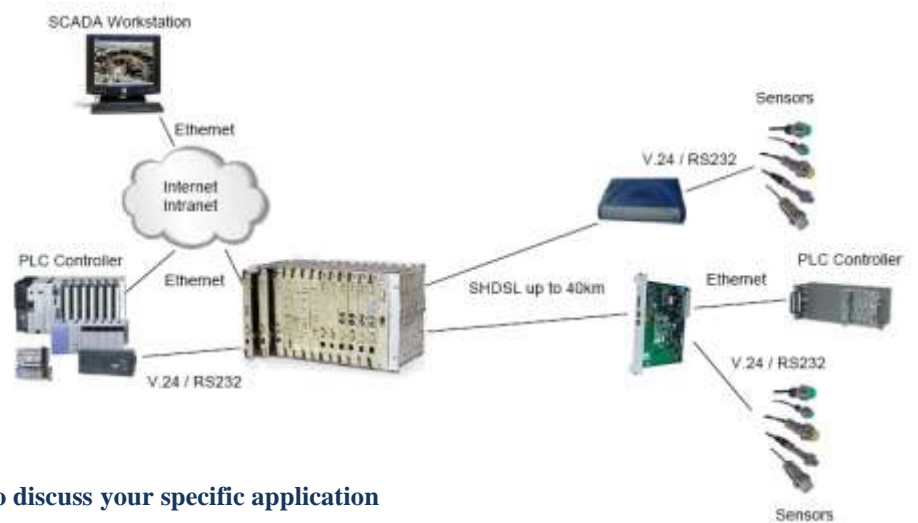 SCADA Workstation
Ethernet
Internet
Intranet
PLC Controller
Ethernet
V.24 / RS232
SHDSL up to 40km
V.24 / RS232
Sensors
Ethernet
PLC Controller
V.24 / RS232
Sensors
discuss your specific application